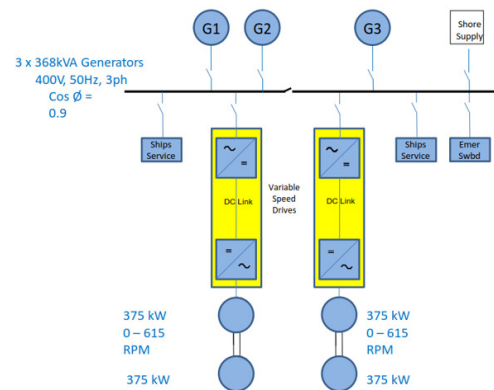 G1
G2
G3
Shore
Supply
3 x 368kVA Generators
400V, 50Hz, 3ph
Cos Ø =
0.9
Ships
Service
~
=
DC Link
=
~
Variable
Speed
Drives
~
=
DC Link
=
~
Ships
Service
Emer
Swbd
375 kW
0 – 615
RPM
375 kW
0 – 615
RPM
375 kW
375 kW